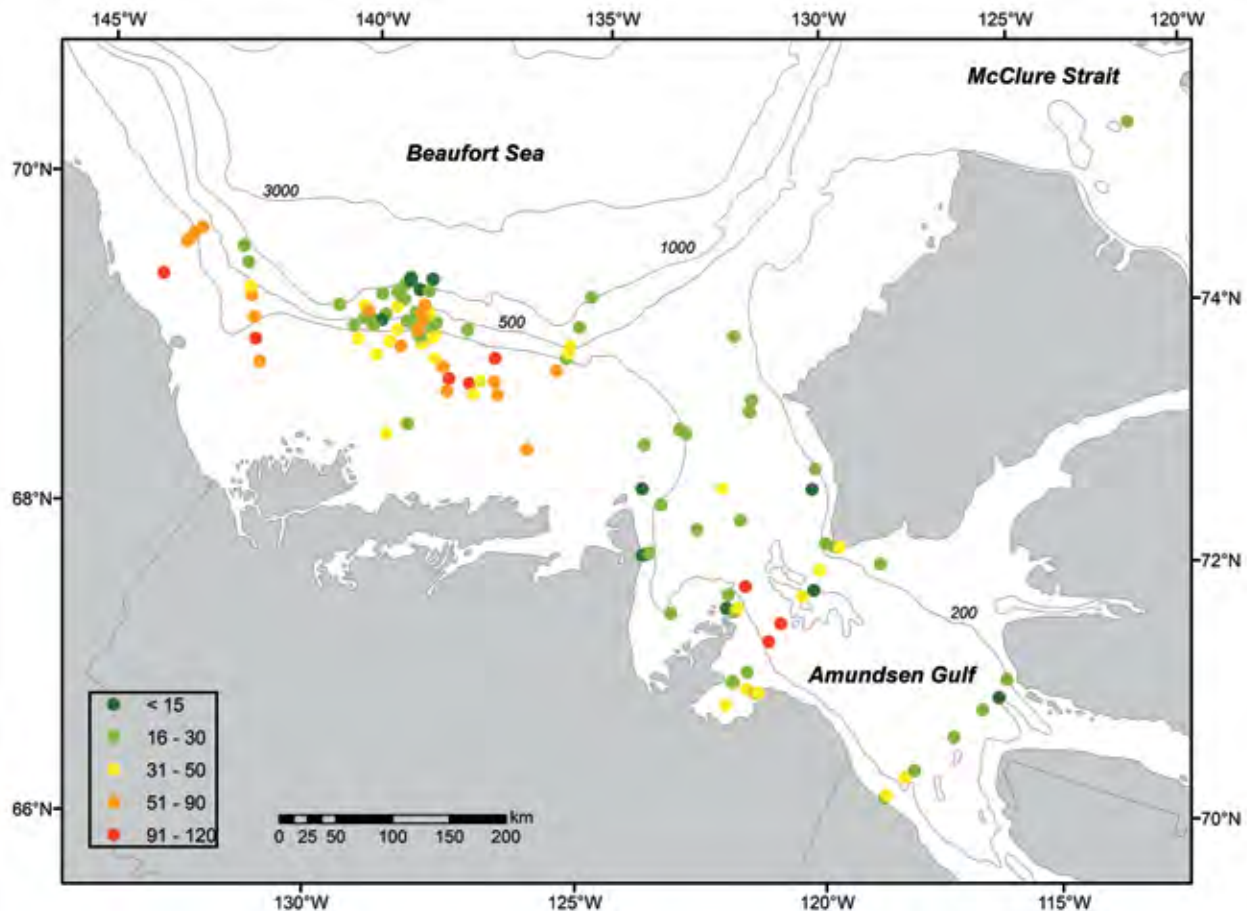 145°W 140°W 135°W 130°W 125°W 120°W
McClure Strait
Beaufort Sea
70°N
3000
1000
74°N
500
68°N
72°N
200
Amundsen Gulf
< 15
16 - 30
31 - 50
51 - 90
91 - 120
km
0 25 50 100 150 200
66°N
70°N
130°W 125°W 120°W 115°W